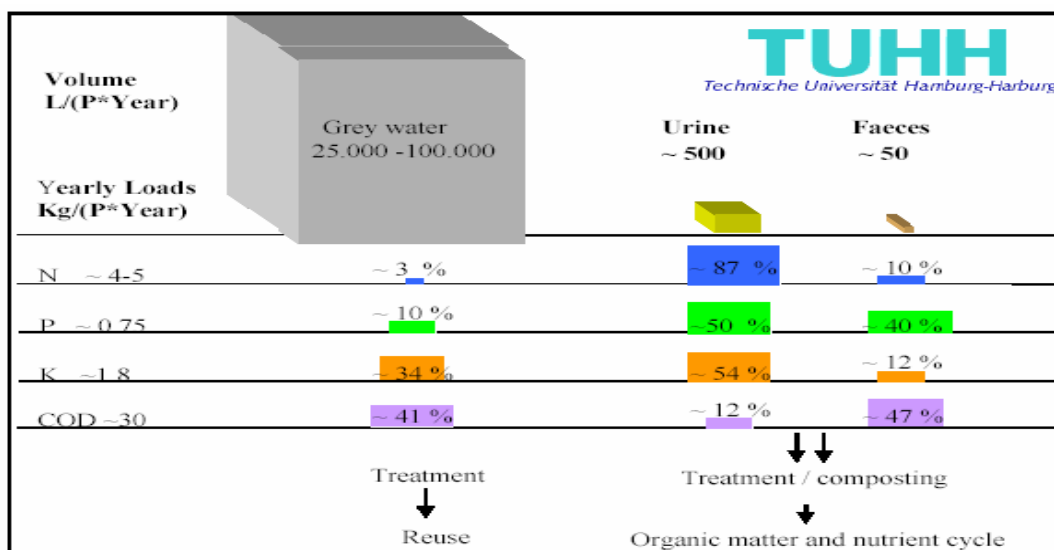 TUHH
Technische Universität Hamburg-Harburg
Volume
L/(P*Year)
Grey water
25.000 -100.000
Urine
~ 500
Faeces
~ 50
Yearly Loads
Kg/(P*Year)
N ~ 4-5 ~ 3 % ~ 87 % ~ 10 %
P ~ 0.75 ~ 10 % ~50 % ~ 40 %
K ~1.8 ~ 34 % ~ 54 % ~ 12 %
COD ~30 ~ 41 % ~ 12 % ~ 47 %
Treatment
Reuse
Treatment / composting
Organic matter and nutrient cycle